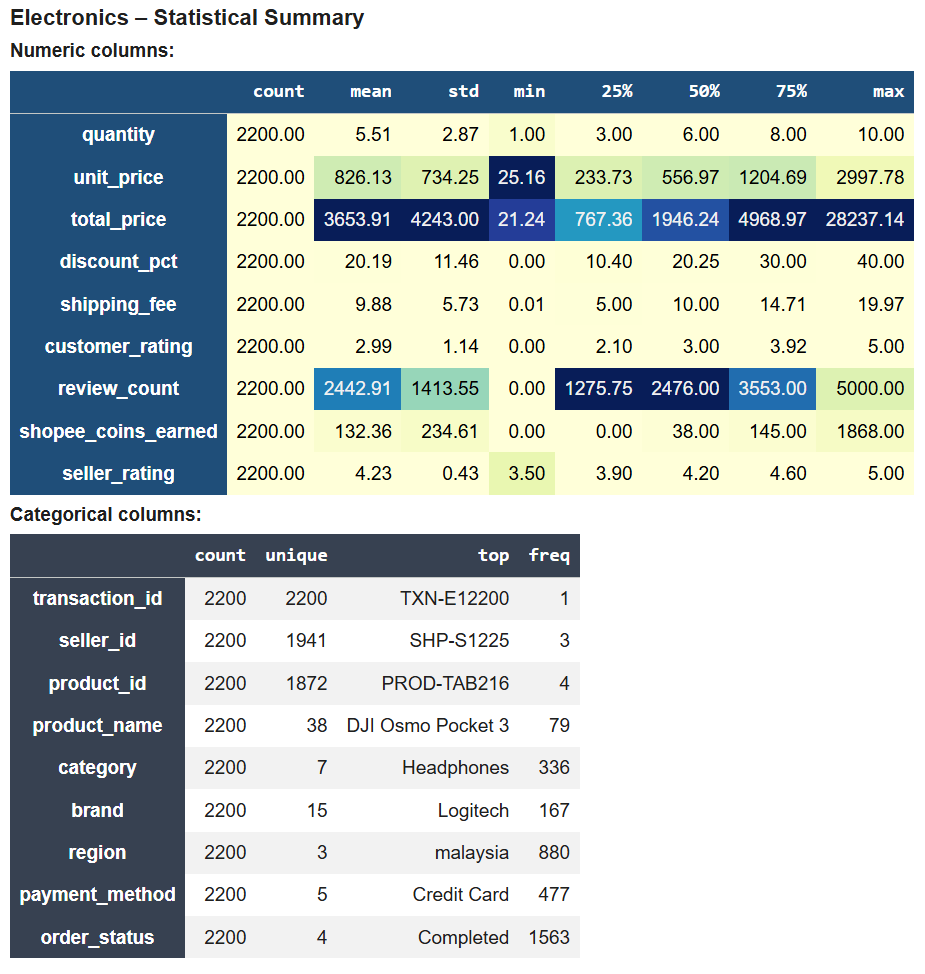 Electronics – Statistical Summary
Numeric columns:
count mean std min 25% 50% 75% max
quantity 2200.00 5.51 2.87 1.00 3.00 6.00 8.00 10.00
unit_price 2200.00 826.13 734.25 25.16 233.73 556.97 1204.69 2997.78
total_price 2200.00 3653.91 4243.00 21.24 767.36 1946.24 4968.97 28237.14
discount_pct 2200.00 20.19 11.46 0.00 10.40 20.25 30.00 40.00
shipping_fee 2200.00 9.88 5.73 0.01 5.00 10.00 14.71 19.97
customer_rating 2200.00 2.99 1.14 0.00 2.10 3.00 3.92 5.00
review_count 2200.00 2442.91 1413.55 0.00 1275.75 2476.00 3553.00 5000.00
shopee_coins_earned 2200.00 132.36 234.61 0.00 0.00 38.00 145.00 1868.00
seller_rating 2200.00 4.23 0.43 3.50 3.90 4.20 4.60 5.00
Categorical columns:
count unique top freq
transaction_id 2200 2200 TXN-E12200 1
seller_id 2200 1941 SHP-S1225 3
product_id 2200 1872 PROD-TAB216 4
product_name 2200 38 DJI Osmo Pocket 3 79
category 2200 7 Headphones 336
brand 2200 15 Logitech 167
region 2200 3 malaysia 880
payment_method 2200 5 Credit Card 477
order_status 2200 4 Completed 1563